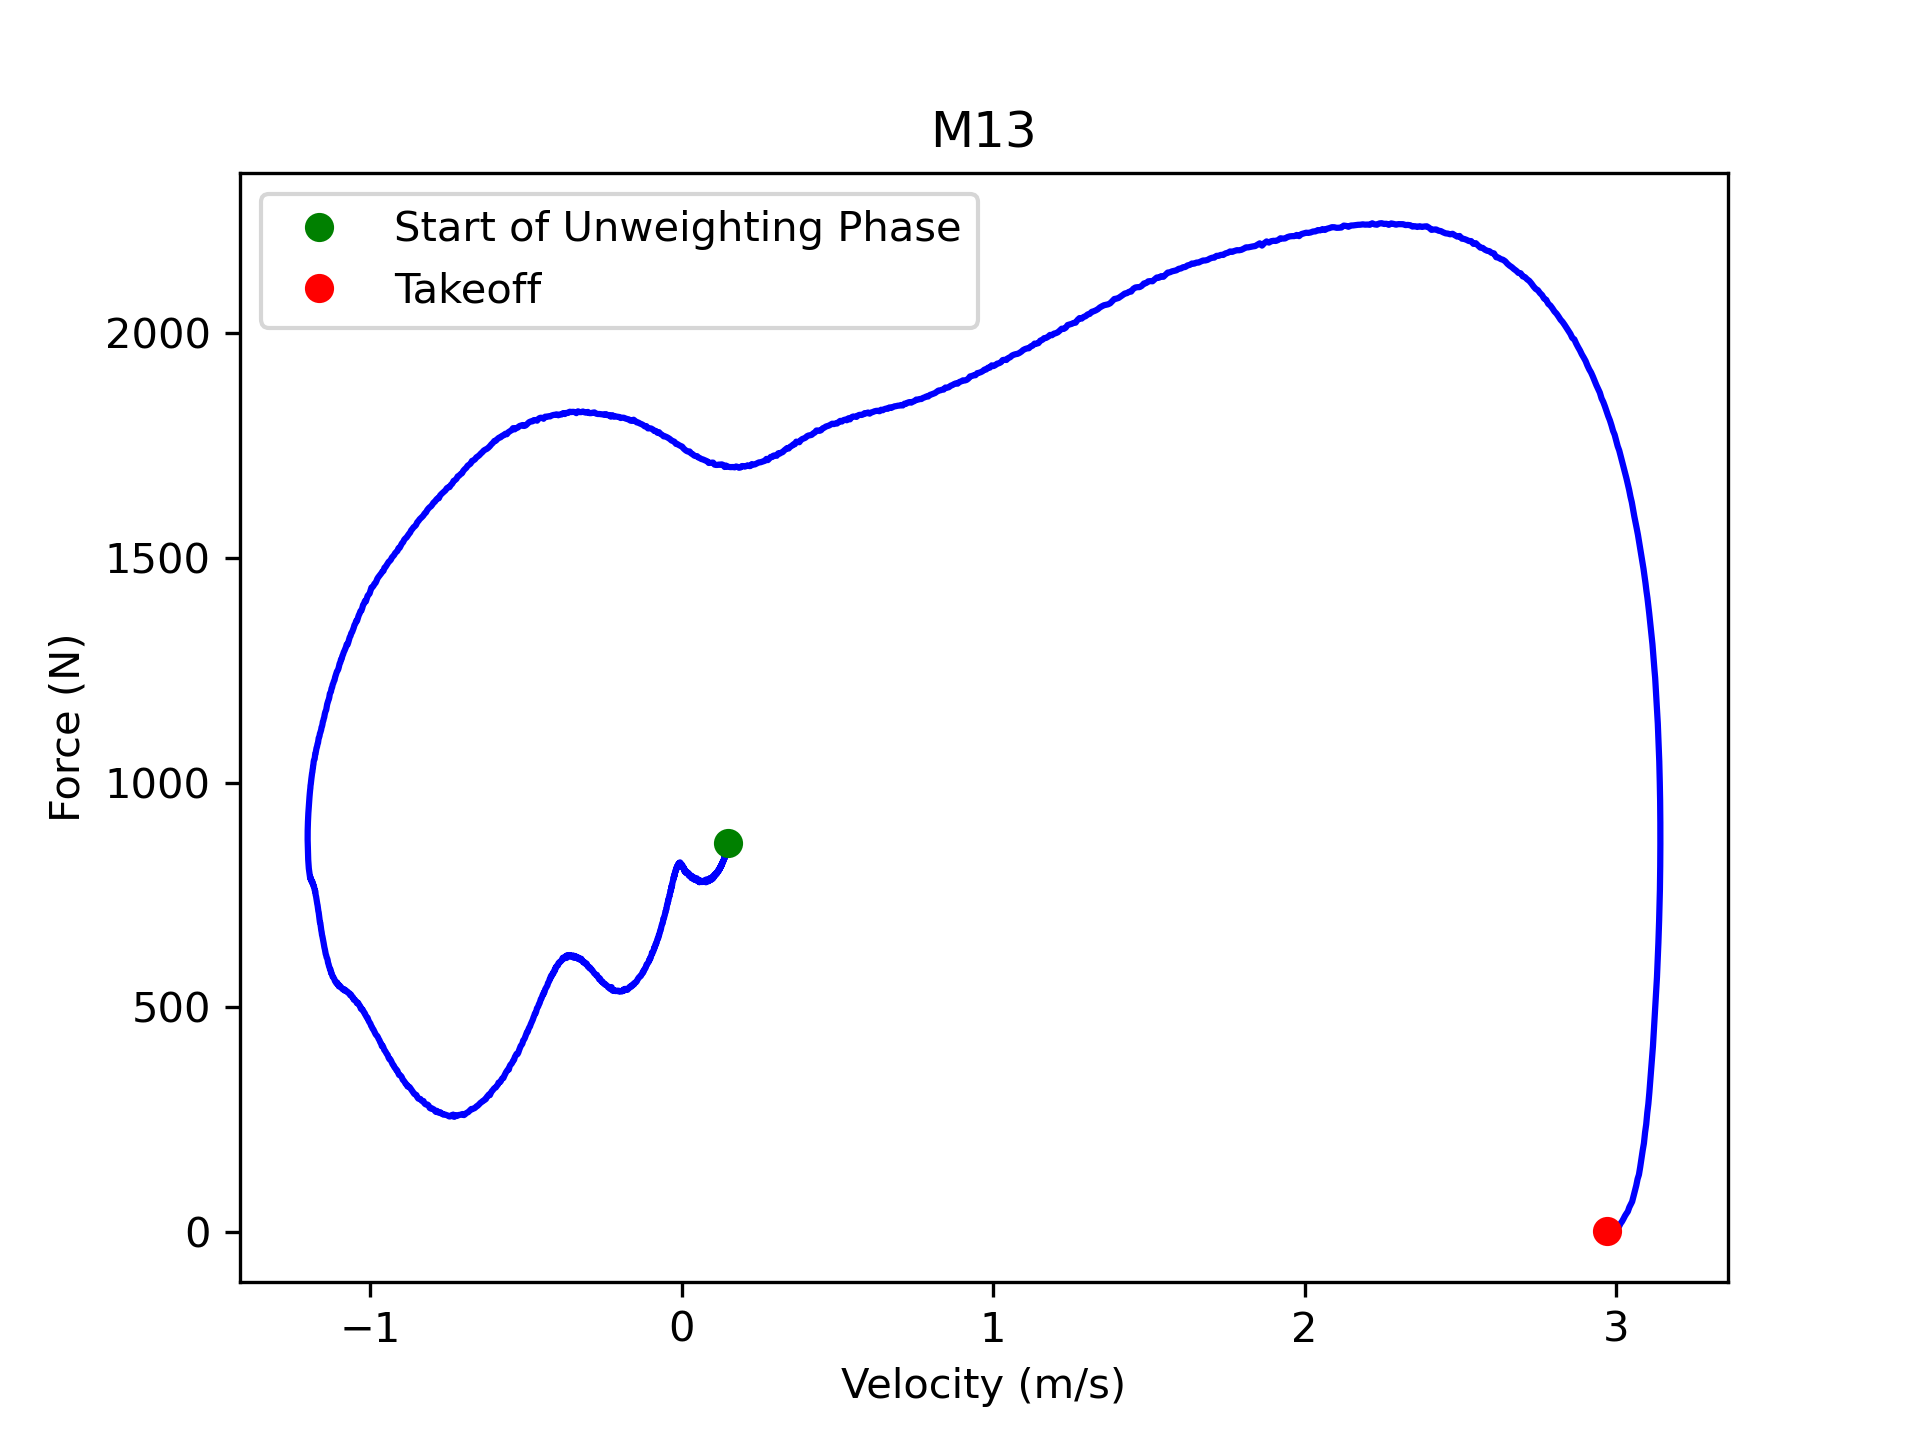 M13
Start of Unweighting Phase
Takeoff
2000
1500
1000
500
0
Force (N)
−1 0 1 2 3
Velocity (m/s)